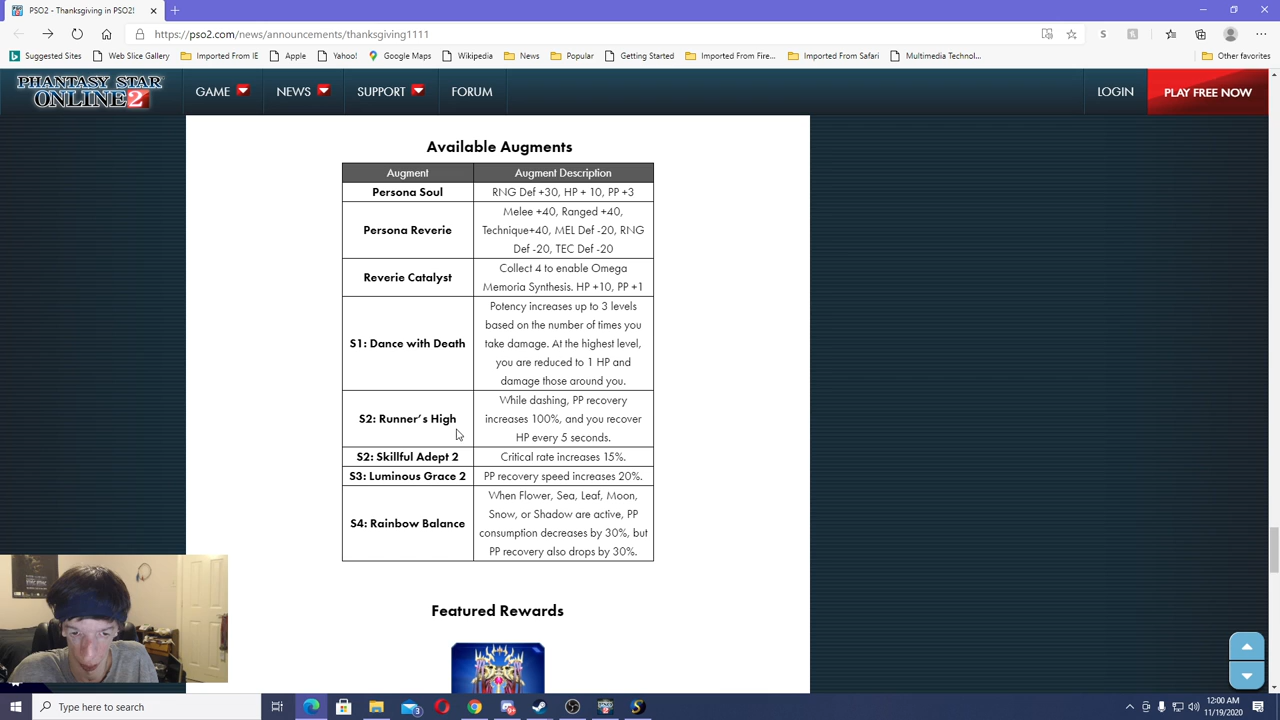 PSO2 - Thanksgiving in PSO2!
https://pso2.com/news/announcements/thanksgiving1111
Suggested Sites Web Slice Gallery Imported From IE Apple Yahoo! Google Maps Wikipedia News Popular Getting Started Imported From Fire... Imported From Safari Multimedia Technol... Other favorites
PHANTASY STAR
ONLINE 2
GAME NEWS SUPPORT FORUM LOGIN PLAY FREE NOW
Available Augments
Augment Augment Description
Persona Soul RNG Def +30, HP + 10, PP +3
Persona Reverie
Melee +40, Ranged +40,
Technique+40, MEL Def -20, RNG
Def -20, TEC Def -20
Reverie Catalyst
Collect 4 to enable Omega
Memoria Synthesis. HP +10, PP +1
S1: Dance with Death
Potency increases up to 3 levels
based on the number of times you
take damage. At the highest level,
you are reduced to 1 HP and
damage those around you.
S2: Runner's High
While dashing, PP recovery
increases 100%, and you recover
HP every 5 seconds.
S2: Skillful Adept 2 Critical rate increases 15%.
S3: Luminous Grace 2 PP recovery speed increases 20%.
S4: Rainbow Balance
When Flower, Sea, Leaf, Moon,
Snow, or Shadow are active, PP
consumption decreases by 30%, but
PP recovery also drops by 30%.
Featured Rewards
Type here to search
12:00 AM
11/19/2020